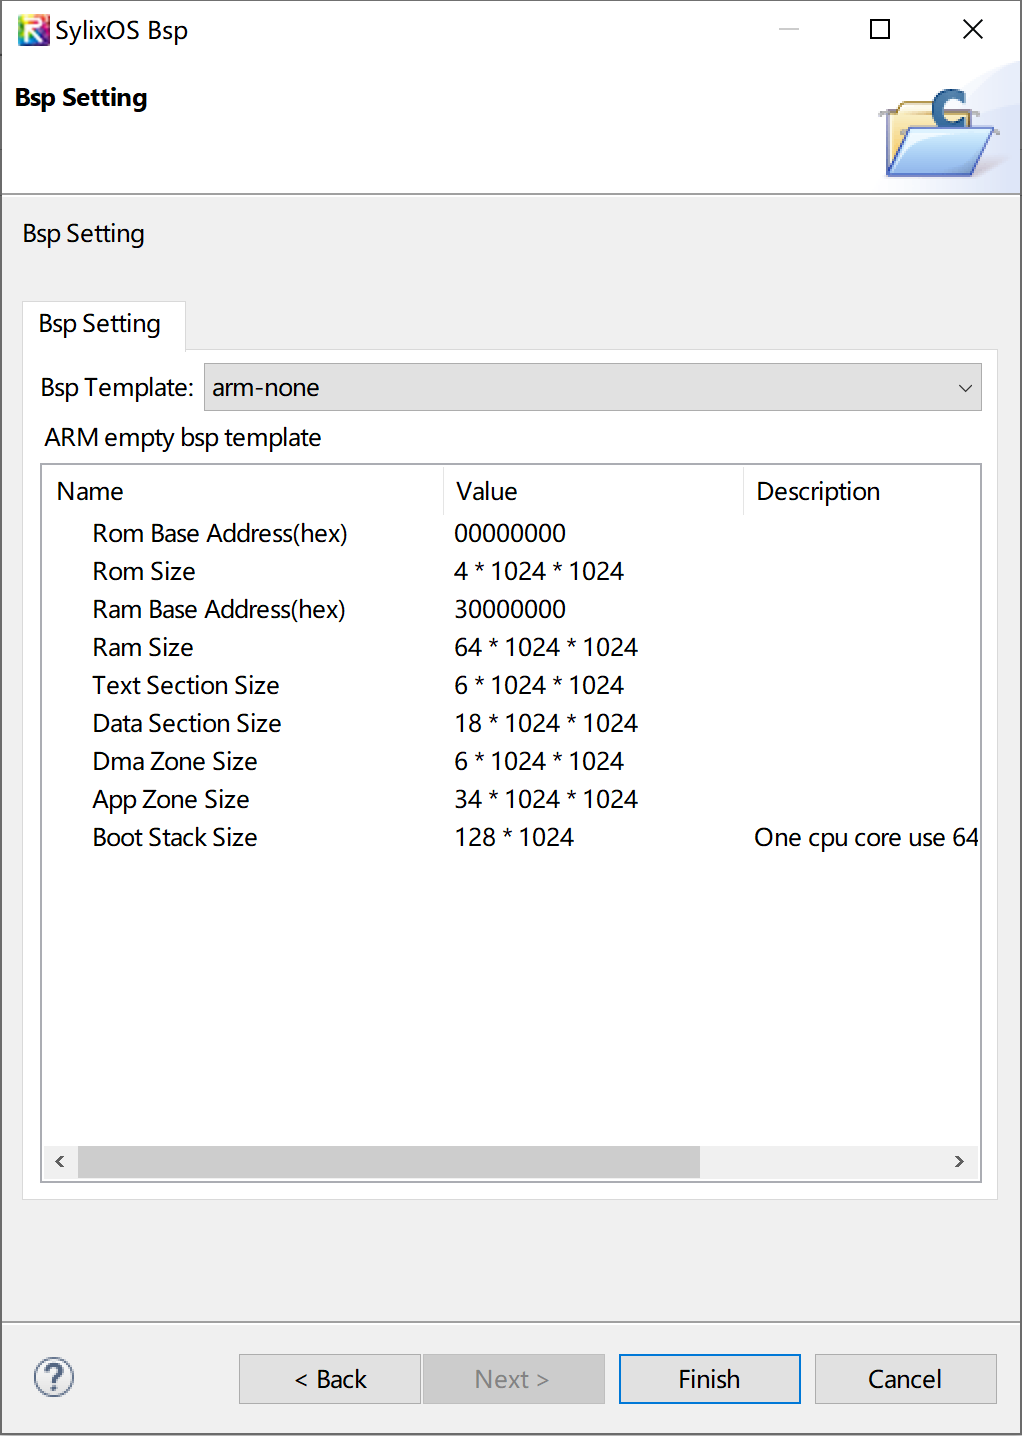 SylixOS Bsp
Bsp Setting
Bsp Setting
Bsp Setting
Bsp Template: arm-none
ARM empty bsp template
Name Value Description
Rom Base Address(hex) 00000000
Rom Size 4 * 1024 * 1024
Ram Base Address(hex) 30000000
Ram Size 64 * 1024 * 1024
Text Section Size 6 * 1024 * 1024
Data Section Size 18 * 1024 * 1024
Dma Zone Size 6 * 1024 * 1024
App Zone Size 34 * 1024 * 1024
Boot Stack Size 128 * 1024 One cpu core use 64
< Back Next > Finish Cancel